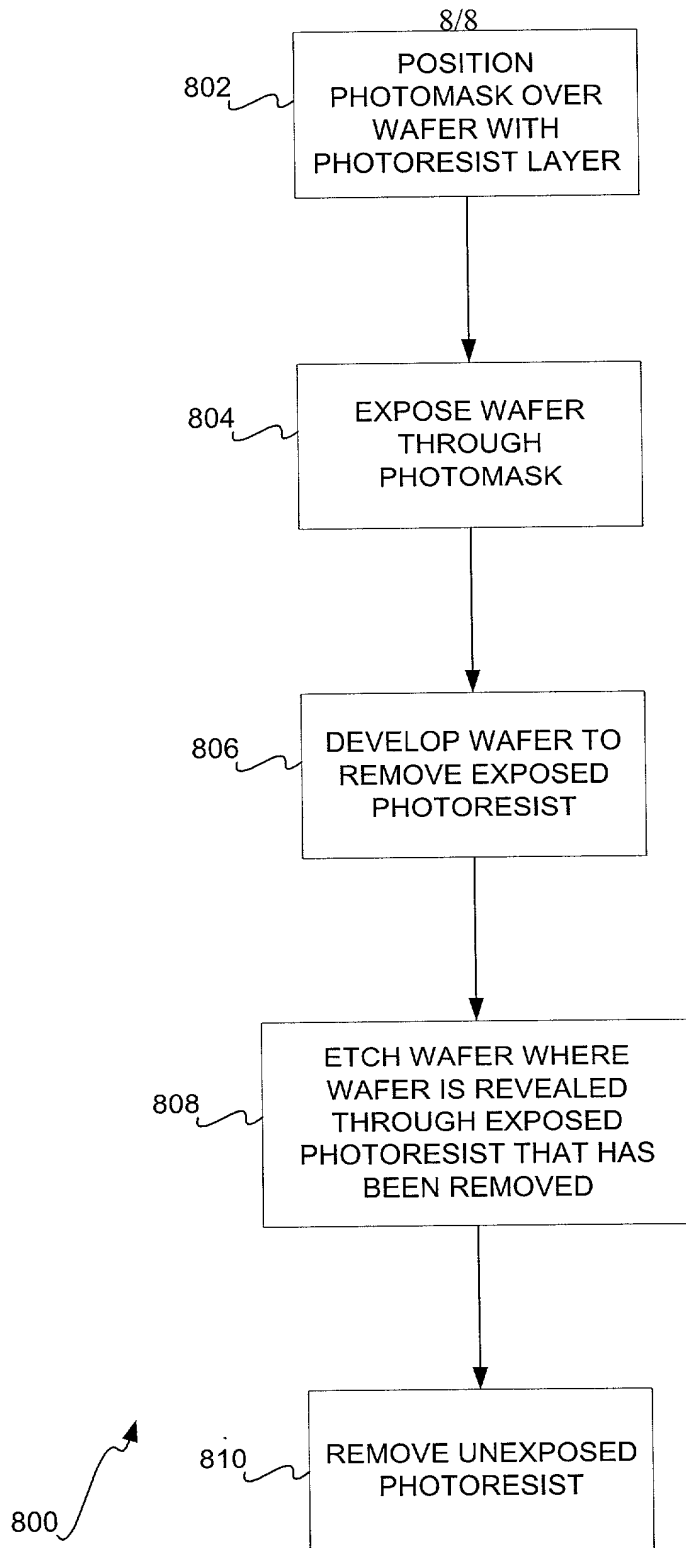 8/8
802
POSITION
PHOTOMASK OVER
WAFER WITH
PHOTORESIST LAYER
804
EXPOSE WAFER
THROUGH
PHOTOMASK
806
DEVELOP WAFER TO
REMOVE EXPOSED
PHOTORESIST
808
ETCH WAFER WHERE
WAFER IS REVEALED
THROUGH EXPOSED
PHOTORESIST THAT HAS
BEEN REMOVED
810
REMOVE UNEXPOSED
PHOTORESIST
800